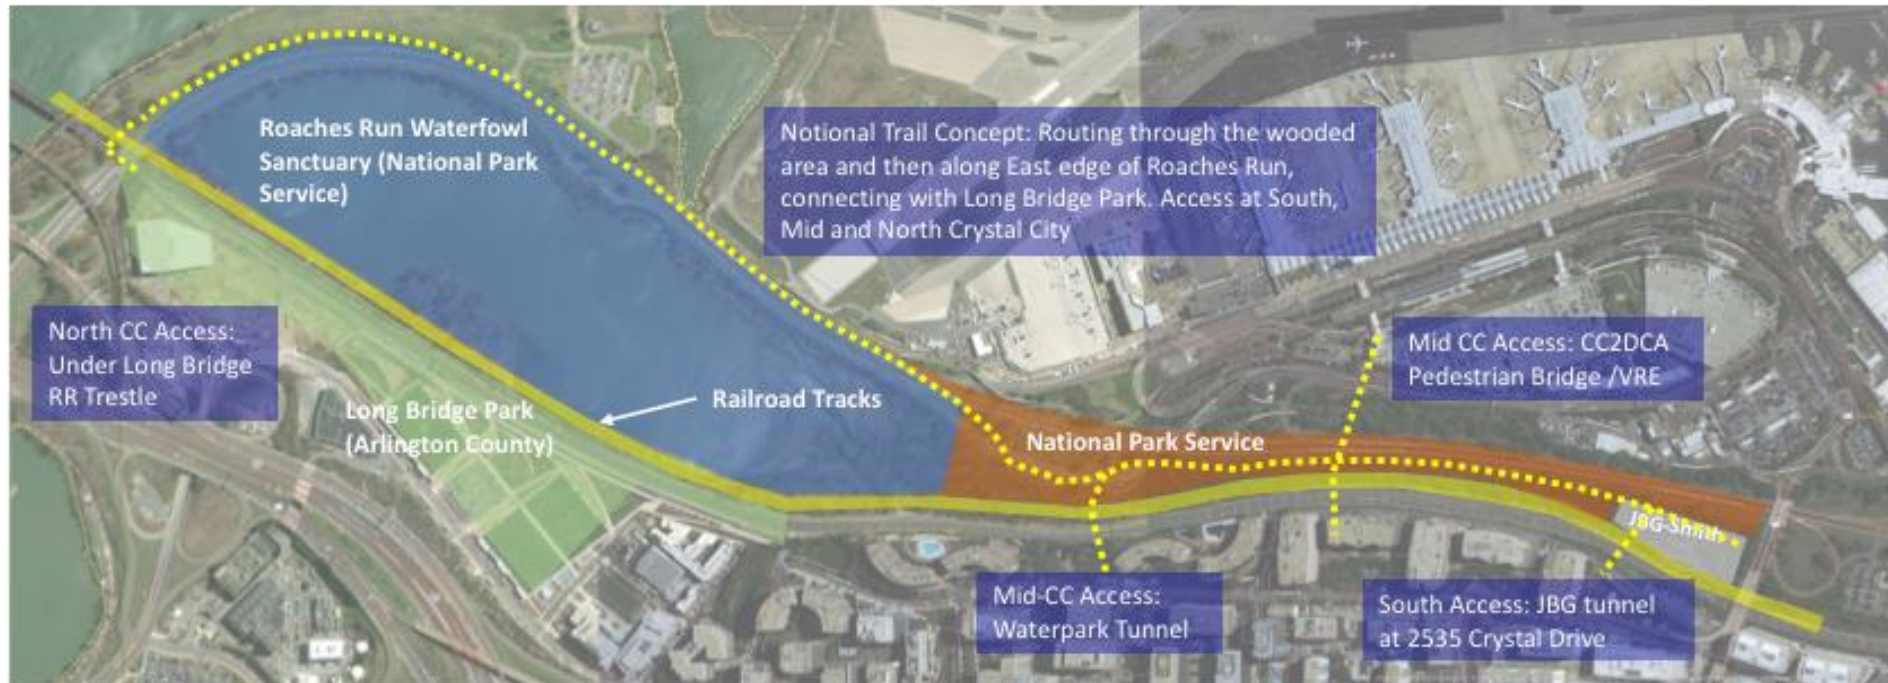 Roaches Run Waterfowl
Sanctuary (National Park
Service)
Notional Trail Concept: Routing through the wooded
area and then along East edge of Roaches Run,
connecting with Long Bridge Park. Access at South,
Mid and North Crystal City
North CC Access:
Under Long Bridge
RR Trestle
Mid CC Access: CC2DCA
Pedestrian Bridge /VRE
Railroad Tracks
Long Bridge Park
(Arlington County)
National Park Service
JBG-Smith
Mid-CC Access:
Waterpark Tunnel
South Access: JBG tunnel
at 2535 Crystal Drive